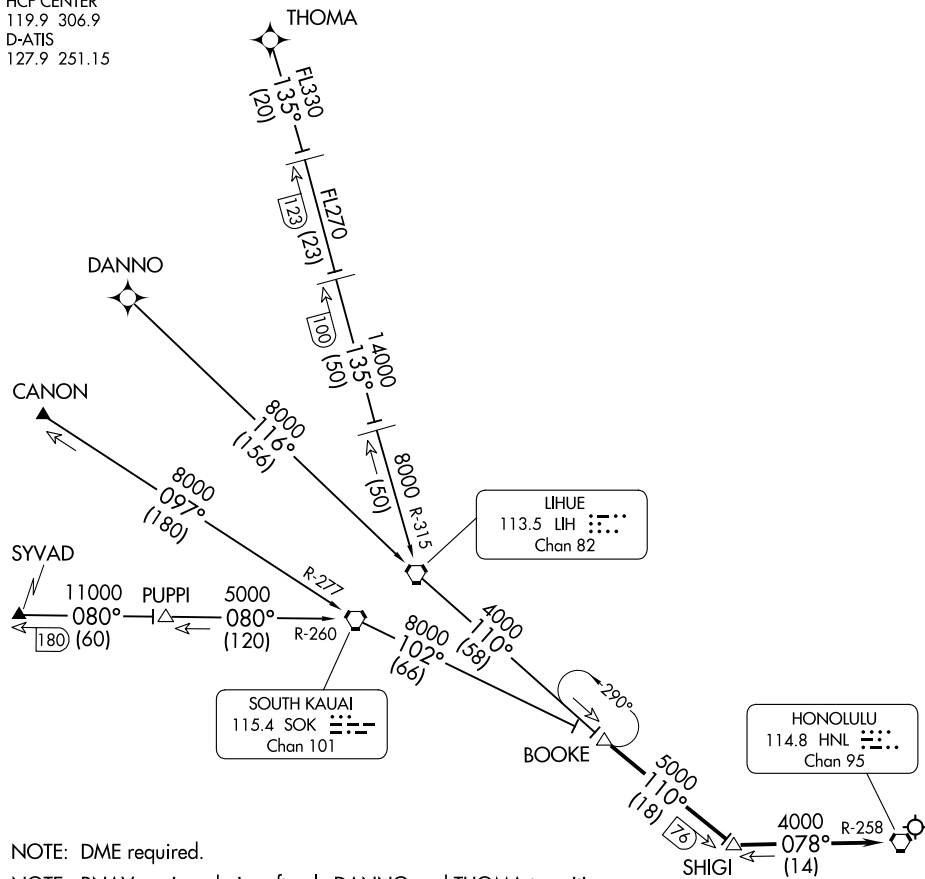 HCF CENTER
119.9 306.9
D-ATIS
127.9 251.15
THOMA
FL330
135°
(20)
FL270
123 (23)
14000
135°
100 (50)
8000 R-315
(50)
DANNO
8000
116°
(156)
CANON
8000
097°
(180)
R-277
LIHUE
113.5 LIH
Chan 82
SYVAD
11000
080°
180 (60)
PUPPI
5000
080°
(120)
R-260
8000
102°
(66)
4000
110°
(58)
SOUTH KAUAI
115.4 SOK
Chan 101
290°
BOOKE
HONOLULU
114.8 HNL
Chan 95
5000
110°
(18)
76
SHIGI
4000
078°
(14)
R-258
NOTE: DME required.